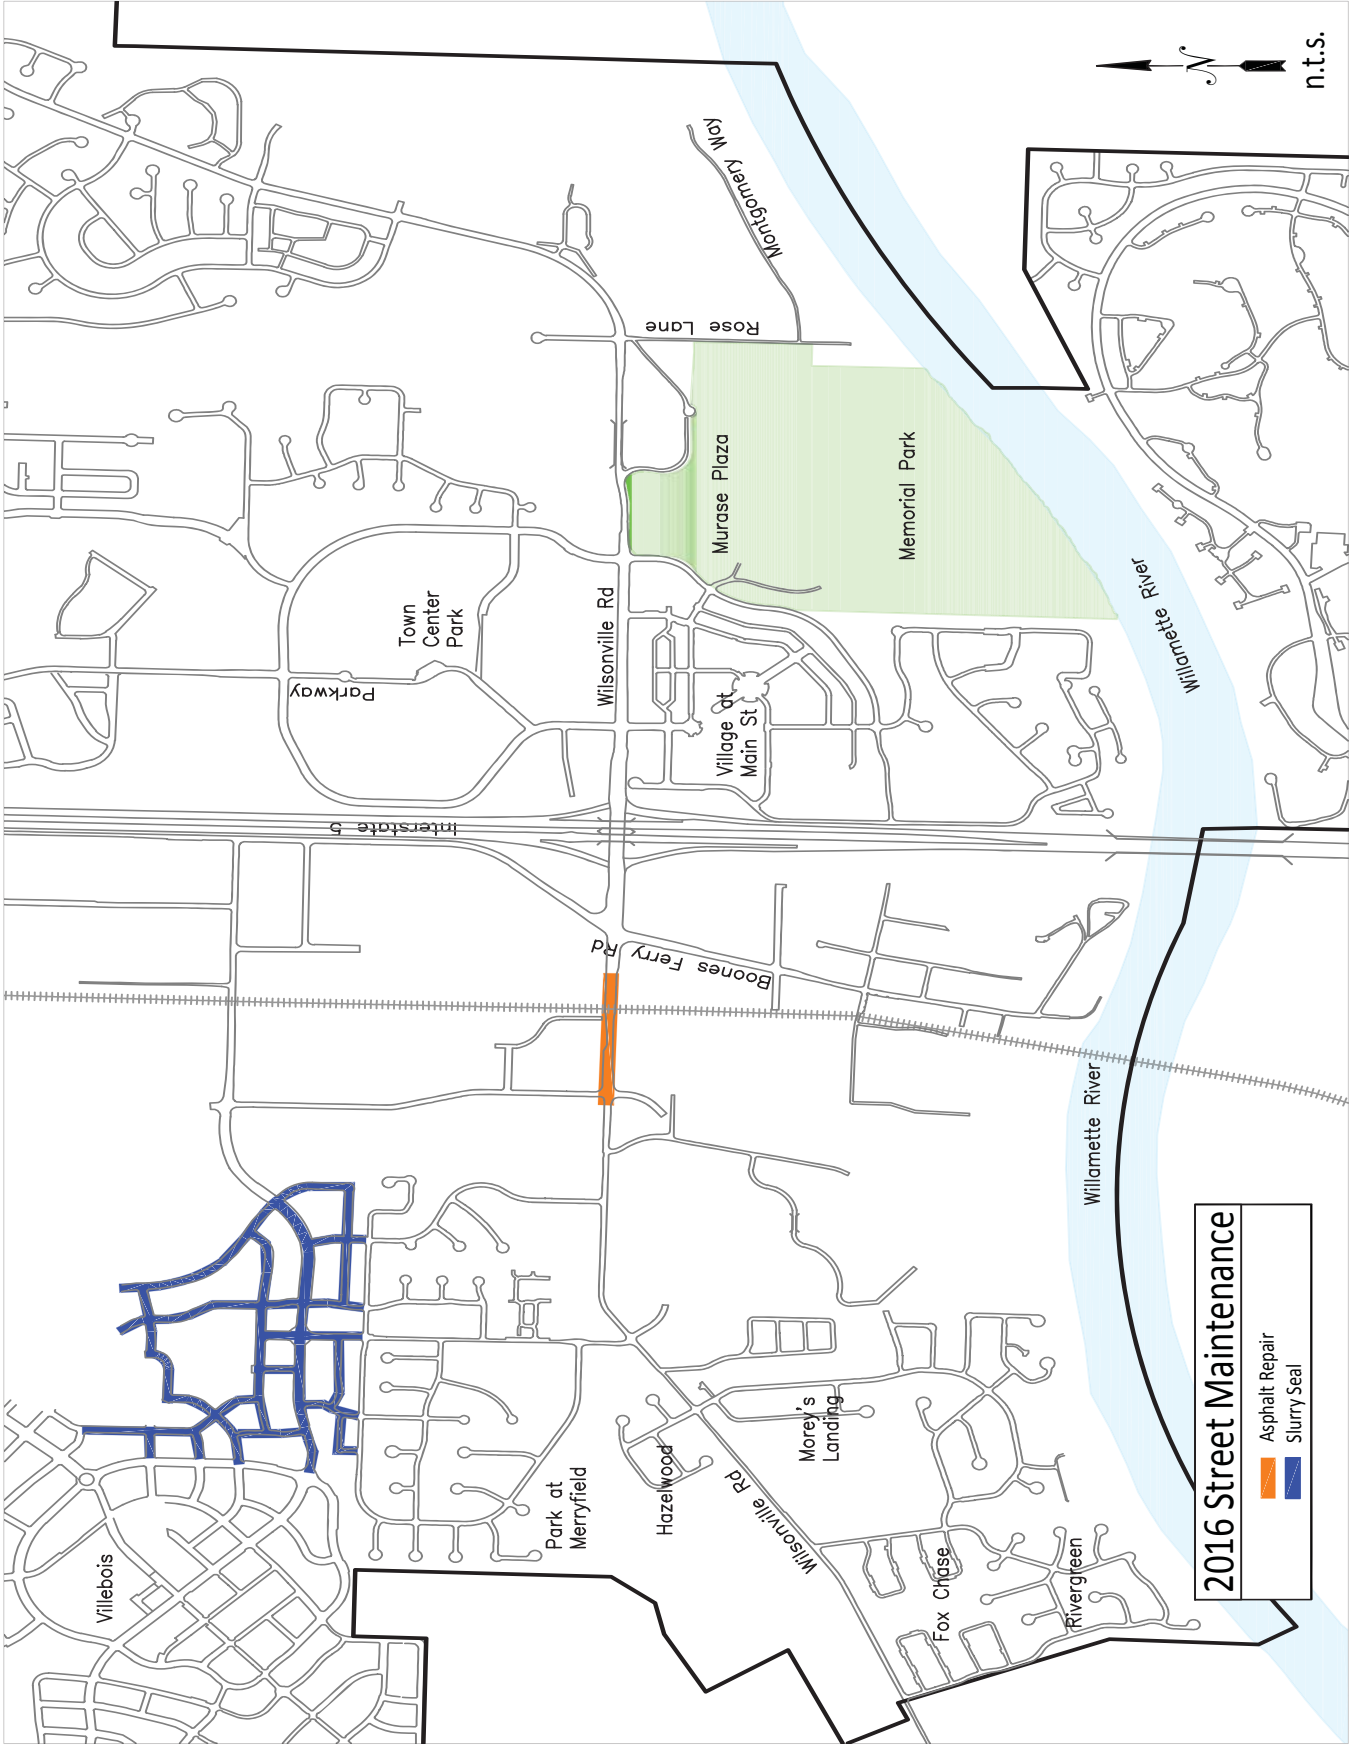 Villebois
Park at
Merryfield
Hazelwood
Wilsonville Rd
Morey's
Landing
Fox Chase
Rivergreen
Willamette River
Boones Ferry Rd
Interstate 5
Parkway
Town
Center
Park
Wilsonville Rd
Village at
Main St
Murase Plaza
Memorial Park
Rose Lane
Montgomery Way
Willamette River
N
n.t.s.
2016 Street Maintenance
Asphalt Repair
Slurry Seal